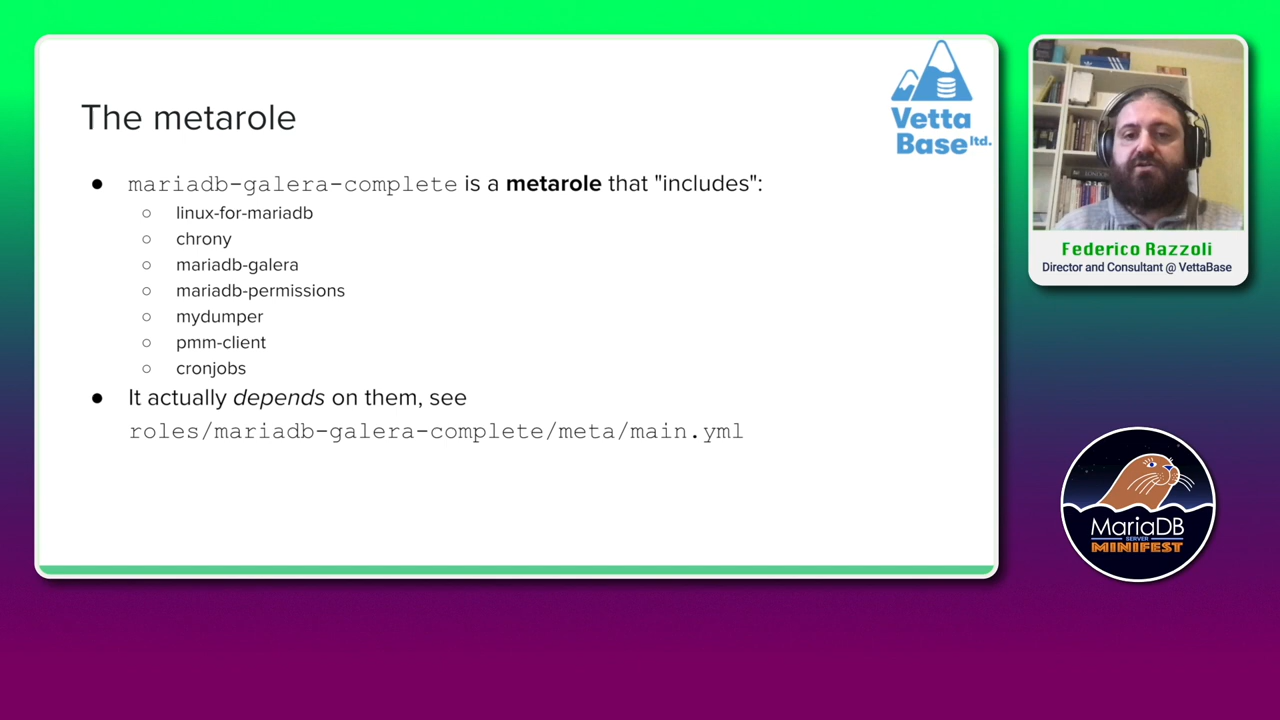 The metarole
Vetta
Base ltd.
● mariadb-galera-complete is a metarole that "includes":
○ linux-for-mariadb
○ chrony
○ mariadb-galera
○ mariadb-permissions
○ mydumper
○ pmm-client
○ cronjobs
● It actually depends on them, see
roles/mariadb-galera-complete/meta/main.yml
Federico Razzoli
Director and Consultant @ VettaBase
MariaDB
SERVER
MINIFEST